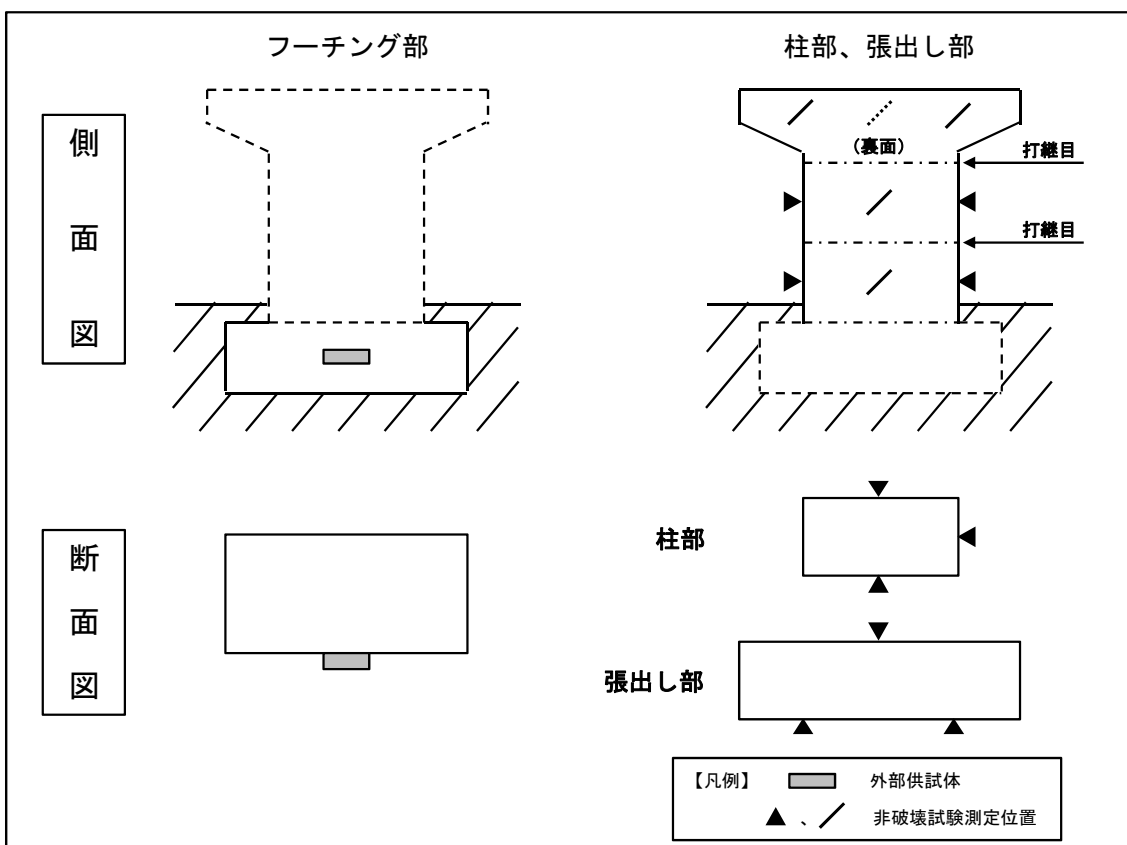 フーチング部
柱部、張出し部
側面図
(裏面)
打継目
打継目
断面図
柱部
張出し部
【凡例】
外部供試体
、
非破壊試験測定位置